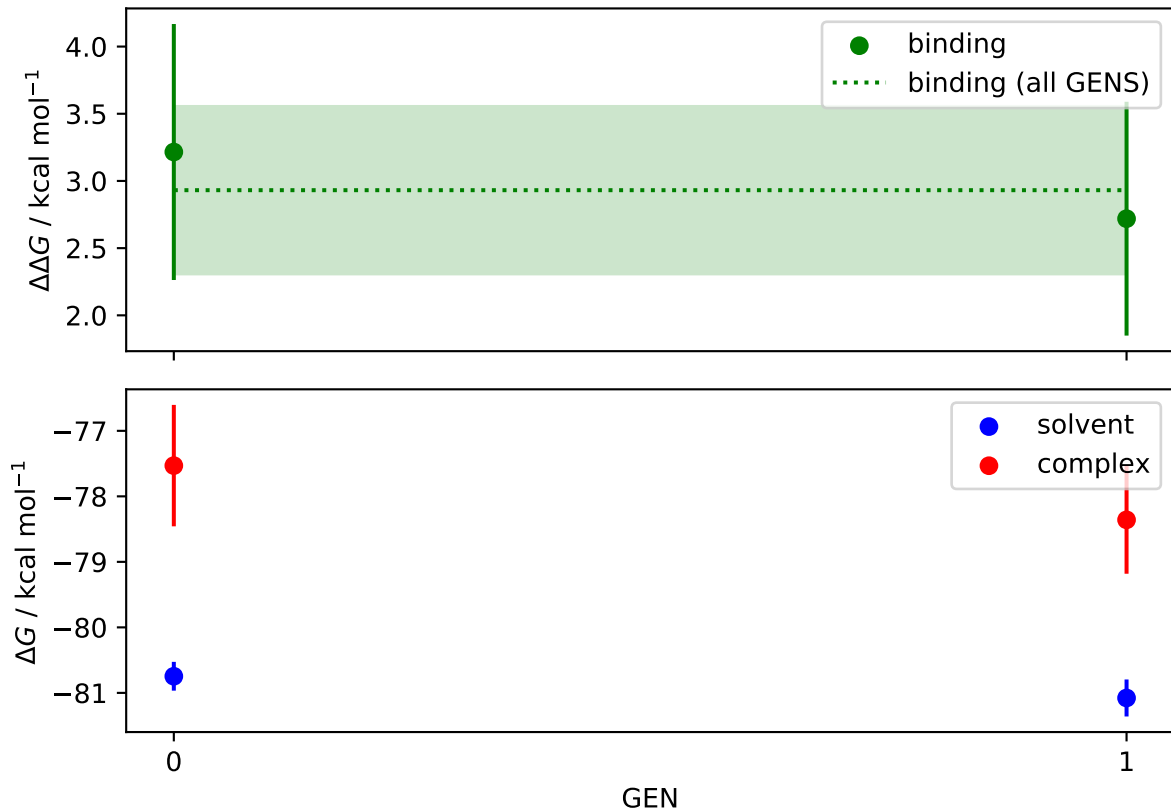 4.0
3.5
3.0
2.5
2.0
ΔΔG / kcal mol⁻¹
binding
binding (all GENS)
−77
−78
−79
−80
−81
ΔG / kcal mol⁻¹
solvent
complex
0
1
GEN